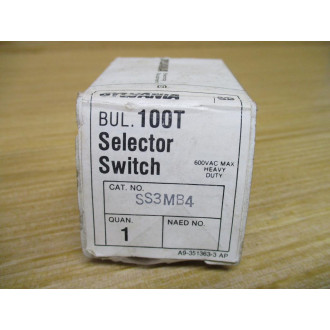 SYLVANIA
BUL. 100T
Selector
Switch
600VAC MAX
HEAVY
DUTY
CAT. NO.
SS3MB4
QUAN.
1
NAED NO.
A9-351363-3 AP